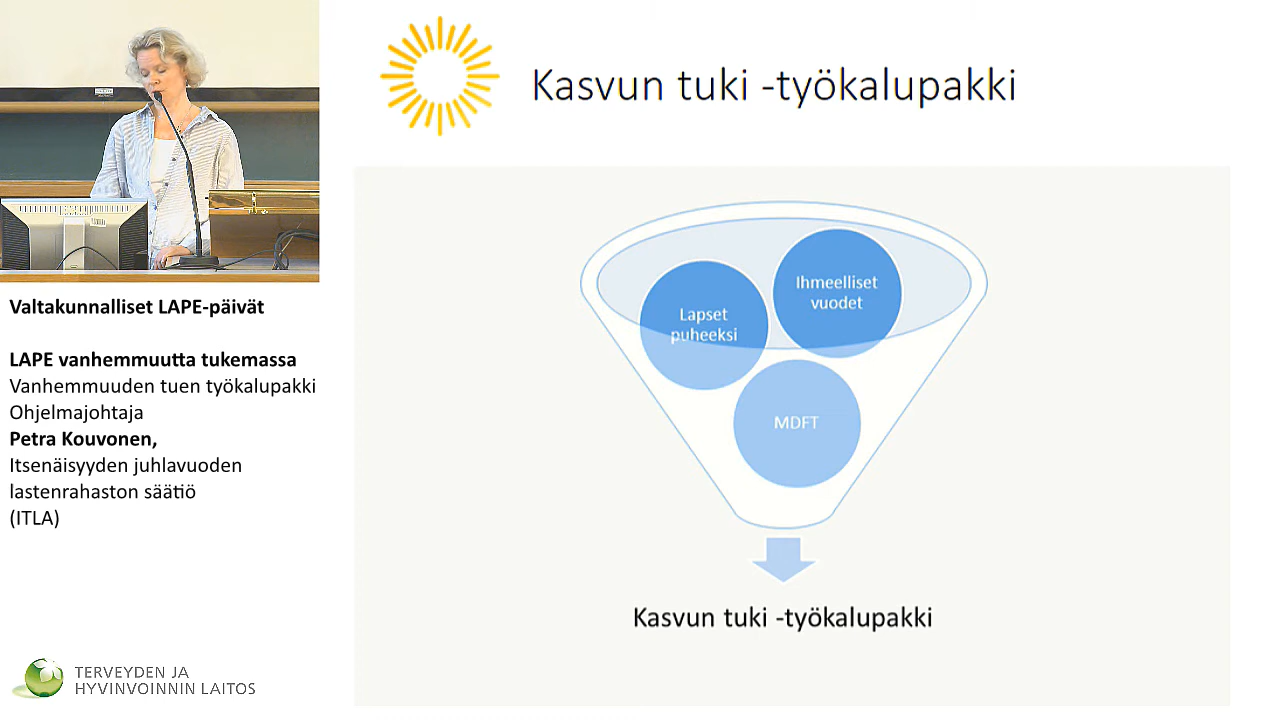 Kasvun tuki -työkalupakki
Lapset
puheeksi
Ihmeelliset
vuodet
MDFT
Kasvun tuki -työkalupakki
Valtakunnalliset LAPE-päivät
LAPE vanhemmuutta tukemassa
Vanhemmuuden tuen työkalupakki
Ohjelmajohtaja
Petra Kouvonen,
Itsenäisyyden juhlavuoden
lastenrahaston säätiö
(ITLA)
TERVEYDEN JA
HYVINVOINNIN LAITOS